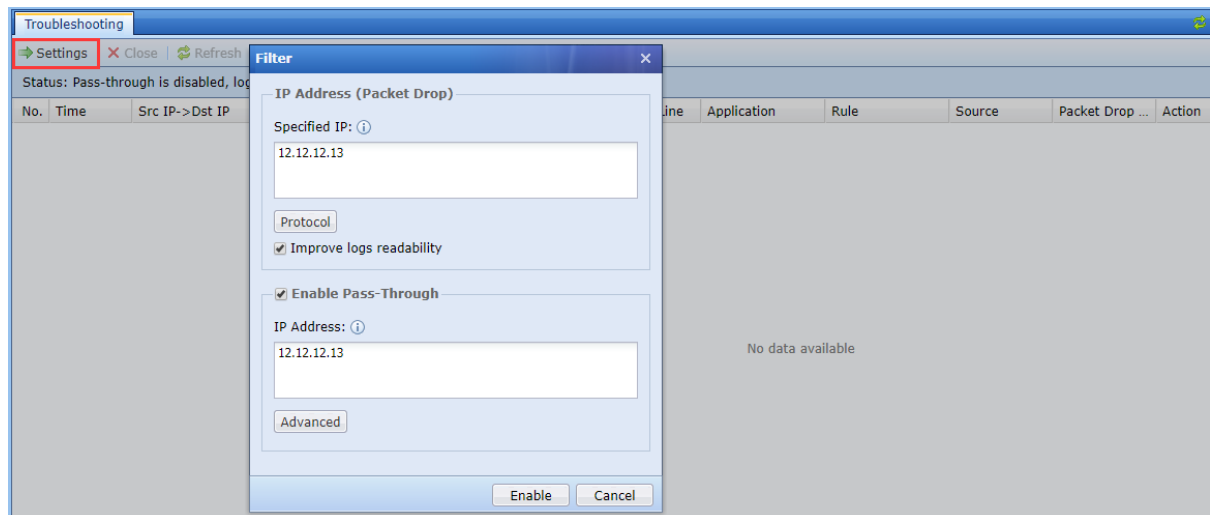 Troubleshooting
Settings Close Refresh
Status: Pass-through is disabled,
No. Time Src IP->Dst IP Line Application Rule Source Packet Drop ... Action
Filter
IP Address (Packet Drop)
Specified IP:
12.12.12.13
Protocol
Improve logs readability
Enable Pass-Through
IP Address:
12.12.12.13
Advanced
No data available
Enable Cancel